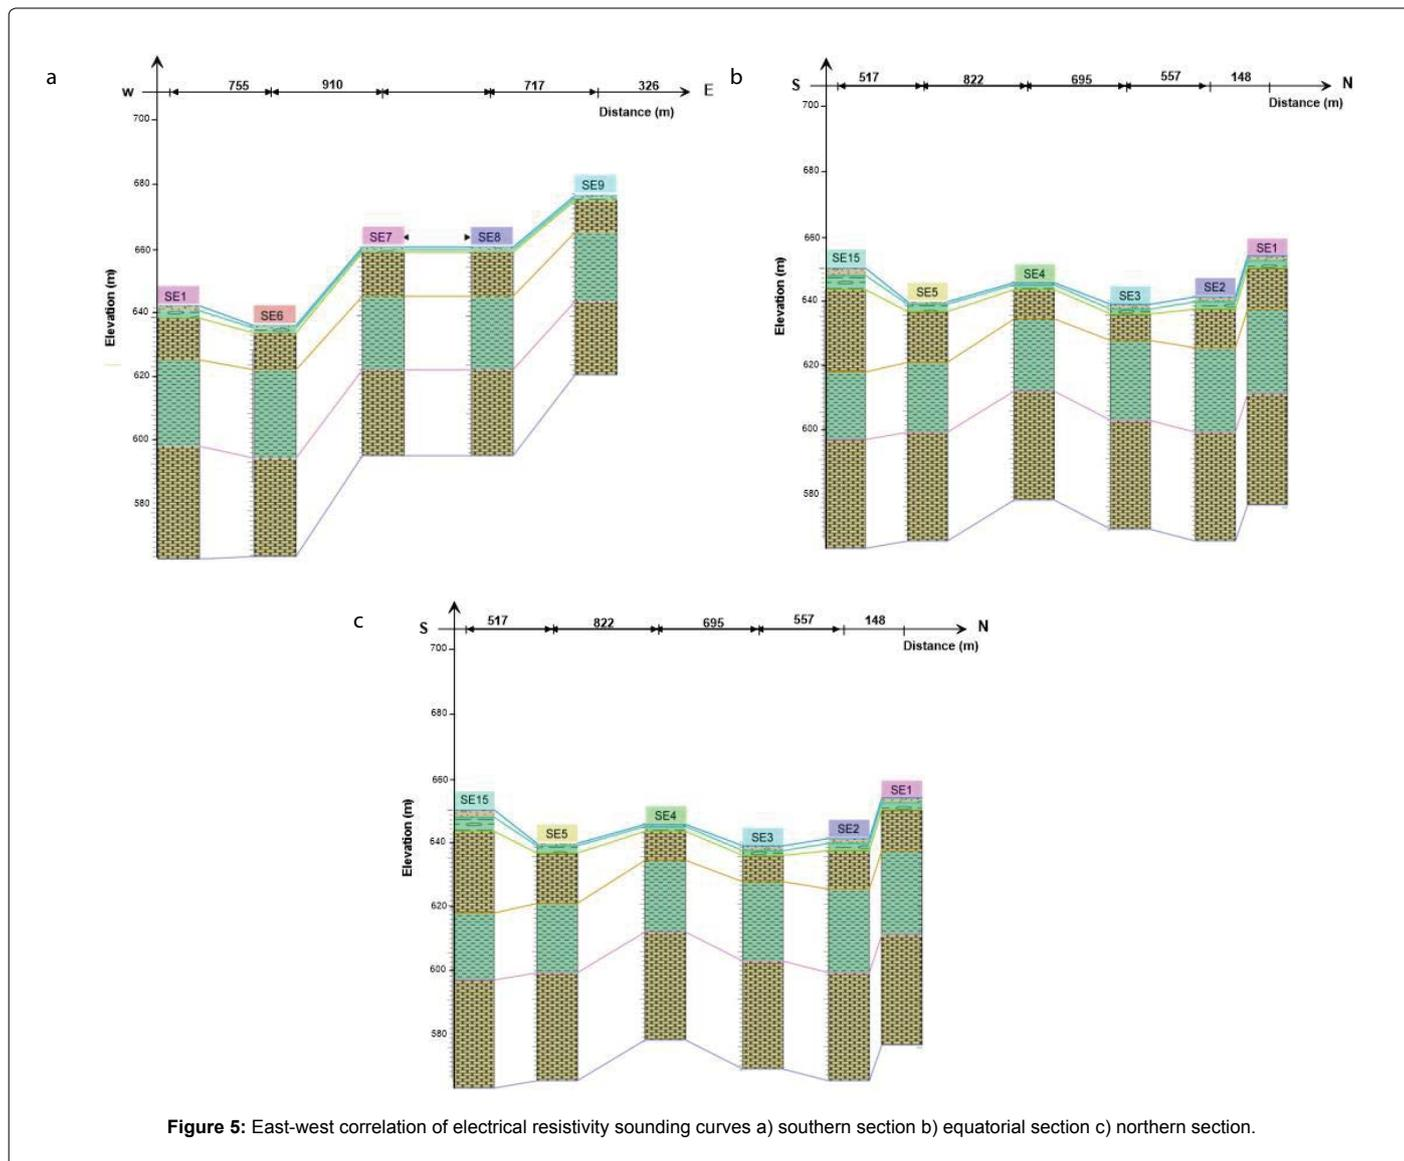 a
755 910 717 326
W E
Distance (m)
700
680
660
640
620
600
580
Elevation (m)
SE1
SE6
SE7
SE8
SE9
b
517 822 695 557 148
S N
Distance (m)
700
680
660
640
620
600
580
Elevation (m)
SE15
SE5
SE4
SE3
SE2
SE1
c
517 822 695 557 148
S N
Distance (m)
700
680
660
640
620
600
580
Elevation (m)
SE15
SE5
SE4
SE3
SE2
SE1
Figure 5: East-west correlation of electrical resistivity sounding curves a) southern section b) equatorial section c) northern section.